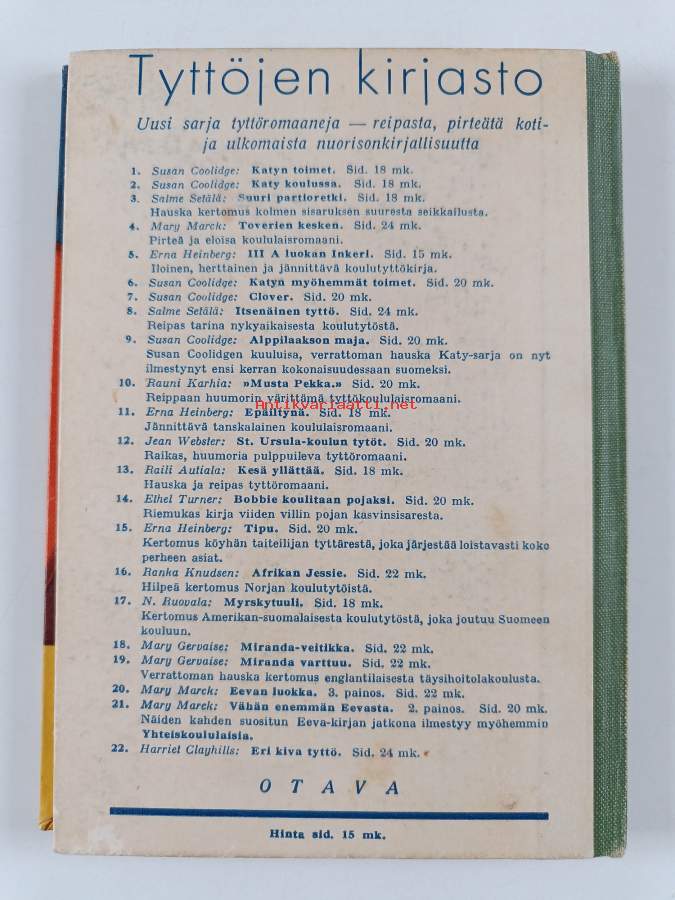 Tyttöjen kirjasto
Uusi sarja tyttöromaaneja — reipasta, pirteätä koti-
ja ulkomaista nuorisonkirjallisuutta
1. Susan Coolidge: Katyn toimet. Sid. 18 mk.
2. Susan Coolidge: Katy koulussa. Sid. 18 mk.
3. Salme Setälä: Suuri partioretki. Sid. 18 mk.
Hauska kertomus kolmen sisaruksen suuresta seikkailusta.
4. Mary Marck: Toverien kesken. Sid. 24 mk.
Pirteä ja eloisa koululaisromaani.
5. Erna Heinberg: III A luokan Inkeri. Sid. 15 mk.
Iloinen, herttainen ja jännittävä koulutyttökirja.
6. Susan Coolidge: Katyn myöhemmät toimet. Sid. 20 mk.
7. Susan Coolidge: Clover. Sid. 20 mk.
8. Salme Setälä: Itsenäinen tyttö. Sid. 24 mk.
Reipas tarina nykyaikaisesta koulutytöstä.
9. Susan Coolidge: Alppilaakson maja. Sid. 20 mk.
Susan Coolidgen kuuluisa, verrattoman hauska Katy-sarja on nyt
ilmestynyt ensi kerran kokonaisuudessaan suomeksi.
10. Rauni Karhia: »Musta Pekka.» Sid. 20 mk.
Reippaan huumorin värittämä tyttökoululaisromaani.
Antikvariaatti.net
11. Erna Heinberg: Epäiltynä. Sid. 18 mk.
Jännittävä tanskalainen koululaisromaani.
12. Jean Webster: St. Ursula-koulun tytöt. Sid. 20 mk.
Raikas, huumoria pulppuileva tyttöromaani.
13. Raili Autiala: Kesä yllättää. Sid. 18 mk.
Hauska ja reipas tyttöromaani.
14. Ethel Turner: Bobbie koulitaan pojaksi. Sid. 20 mk.
Riemukas kirja viiden villin pojan kasvinsisaresta.
15. Erna Heinberg: Tipu. Sid. 20 mk.
Kertomus köyhän taiteilijan tyttärestä, joka järjestää loistavasti koko
perheen asiat.
16. Ranka Knudsen: Afrikan Jessie. Sid. 22 mk.
Hilpeä kertomus Norjan koulutytöistä.
17. N. Ruovala: Myrskytuuli. Sid. 18 mk.
Kertomus Amerikan-suomalaisesta koulutytöstä, joka joutuu Suomeen
kouluun.
18. Mary Gervaise: Miranda-veitikka. Sid. 22 mk.
19. Mary Gervaise: Miranda varttuu. Sid. 22 mk.
Verrattoman hauska kertomus englantilaisesta täysihoitolakoulusta.
20. Mary Marck: Eevan luokka. 3. painos. Sid. 22 mk.
21. Mary Marck: Vähän enemmän Eevasta. 2. painos. Sid. 20 mk.
Näiden kahden suositun Eeva-kirjan jatkona ilmestyy myöhemmin
Yhteiskoululaisia.
22. Harriet Clayhills: Eri kiva tyttö. Sid. 24 mk.
OTAVA
Hinta sid. 15 mk.